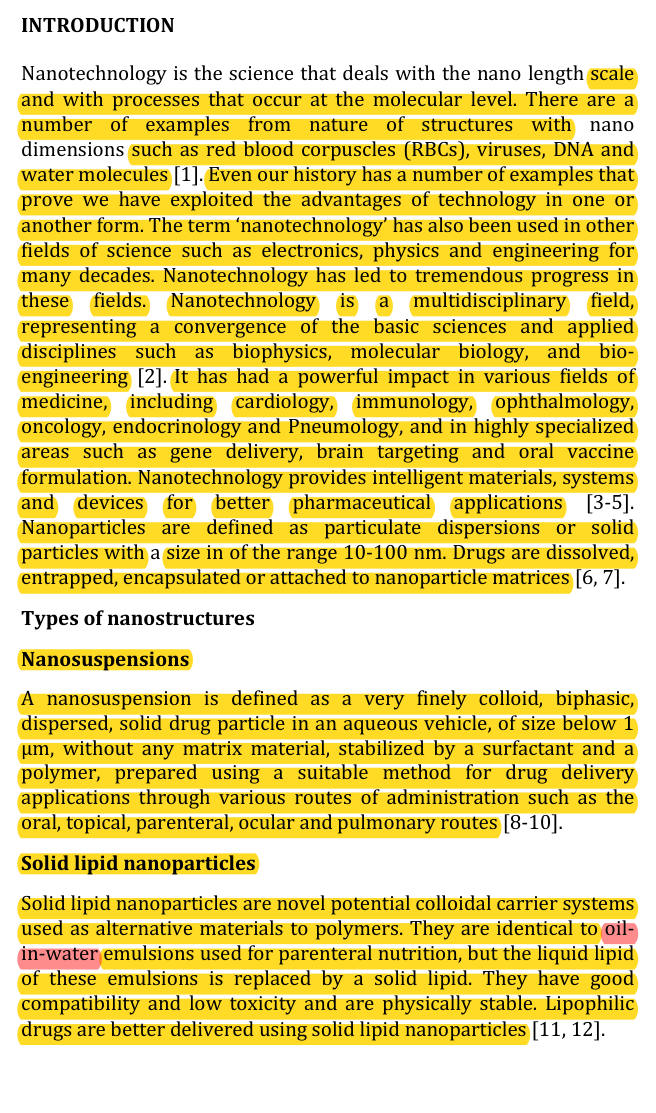 INTRODUCTION
Nanotechnology is the science that deals with the nano length scale
and with processes that occur at the molecular level. There are a
number of examples from nature of structures with nano
dimensions such as red blood corpuscles (RBCs), viruses, DNA and
water molecules [1]. Even our history has a number of examples that
prove we have exploited the advantages of technology in one or
another form. The term ‘nanotechnology’ has also been used in other
fields of science such as electronics, physics and engineering for
many decades. Nanotechnology has led to tremendous progress in
these fields. Nanotechnology is a multidisciplinary field,
representing a convergence of the basic sciences and applied
disciplines such as biophysics, molecular biology, and bio-
engineering [2]. It has had a powerful impact in various fields of
medicine, including cardiology, immunology, ophthalmology,
oncology, endocrinology and Pneumology, and in highly specialized
areas such as gene delivery, brain targeting and oral vaccine
formulation. Nanotechnology provides intelligent materials, systems
and devices for better pharmaceutical applications [3-5].
Nanoparticles are defined as particulate dispersions or solid
particles with a size in of the range 10-100 nm. Drugs are dissolved,
entrapped, encapsulated or attached to nanoparticle matrices [6, 7].
Types of nanostructures
Nanosuspensions
A nanosuspension is defined as a very finely colloid, biphasic,
dispersed, solid drug particle in an aqueous vehicle, of size below 1
µm, without any matrix material, stabilized by a surfactant and a
polymer, prepared using a suitable method for drug delivery
applications through various routes of administration such as the
oral, topical, parenteral, ocular and pulmonary routes [8-10].
Solid lipid nanoparticles
Solid lipid nanoparticles are novel potential colloidal carrier systems
used as alternative materials to polymers. They are identical to oil-
in-water emulsions used for parenteral nutrition, but the liquid lipid
of these emulsions is replaced by a solid lipid. They have good
compatibility and low toxicity and are physically stable. Lipophilic
drugs are better delivered using solid lipid nanoparticles [11, 12].